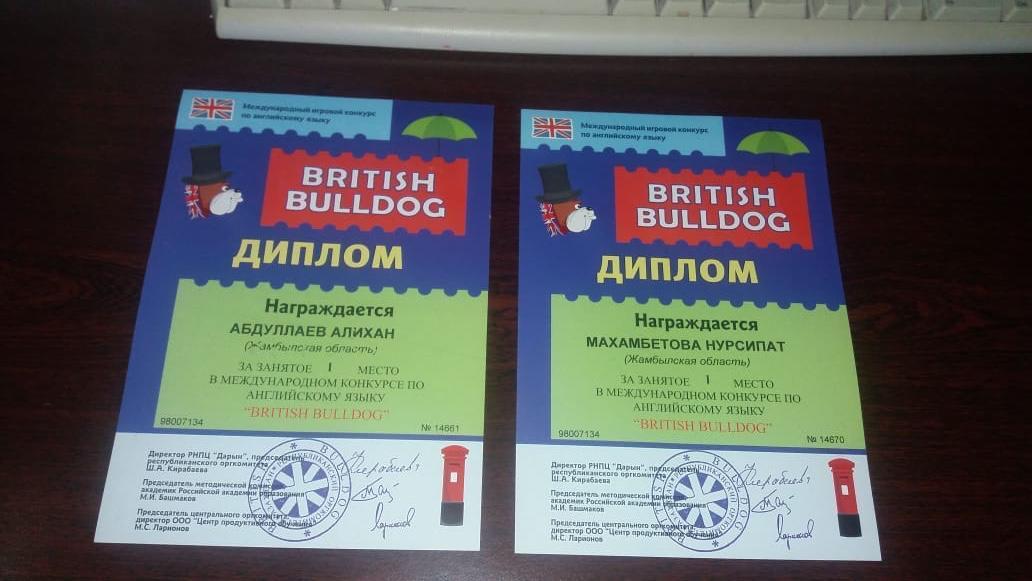 Международный игровой конкурс
по английскому языку
BRITISH
BULLDOG
ДИПЛОМ
Награждается
АБДУЛЛАЕВ АЛИХАН
(Жамбылская область)
ЗА ЗАНЯТОЕ I МЕСТО
В МЕЖДУНАРОДНОМ КОНКУРСЕ ПО
АНГЛИЙСКОМУ ЯЗЫКУ
“BRITISH BULLDOG”
98007134
№ 14661
Директор РНПЦ "Дарын", председатель
республиканского оргкомитета
Ш.А. Кирабаева
Председатель методической комиссии
академик Российской академии образования
М.И. Башмаков
Председатель центрального оргкомитета,
директор ООО "Центр продуктивного обучения"
М.С. Ларионов
Международный игровой конкурс
по английскому языку
BRITISH
BULLDOG
ДИПЛОМ
Награждается
МАХАМБЕТОВА НУРСИПАТ
(Жамбылская область)
ЗА ЗАНЯТОЕ I МЕСТО
В МЕЖДУНАРОДНОМ КОНКУРСЕ ПО
АНГЛИЙСКОМУ ЯЗЫКУ
“BRITISH BULLDOG”
98007134
№ 14670
Директор РНПЦ "Дарын", председатель
республиканского оргкомитета
Ш.А. Кирабаева
Председатель методической комиссии
академик Российской академии образования
М.И. Башмаков
Председатель центрального оргкомитета,
директор ООО "Центр продуктивного обучения"
М.С. Ларионов